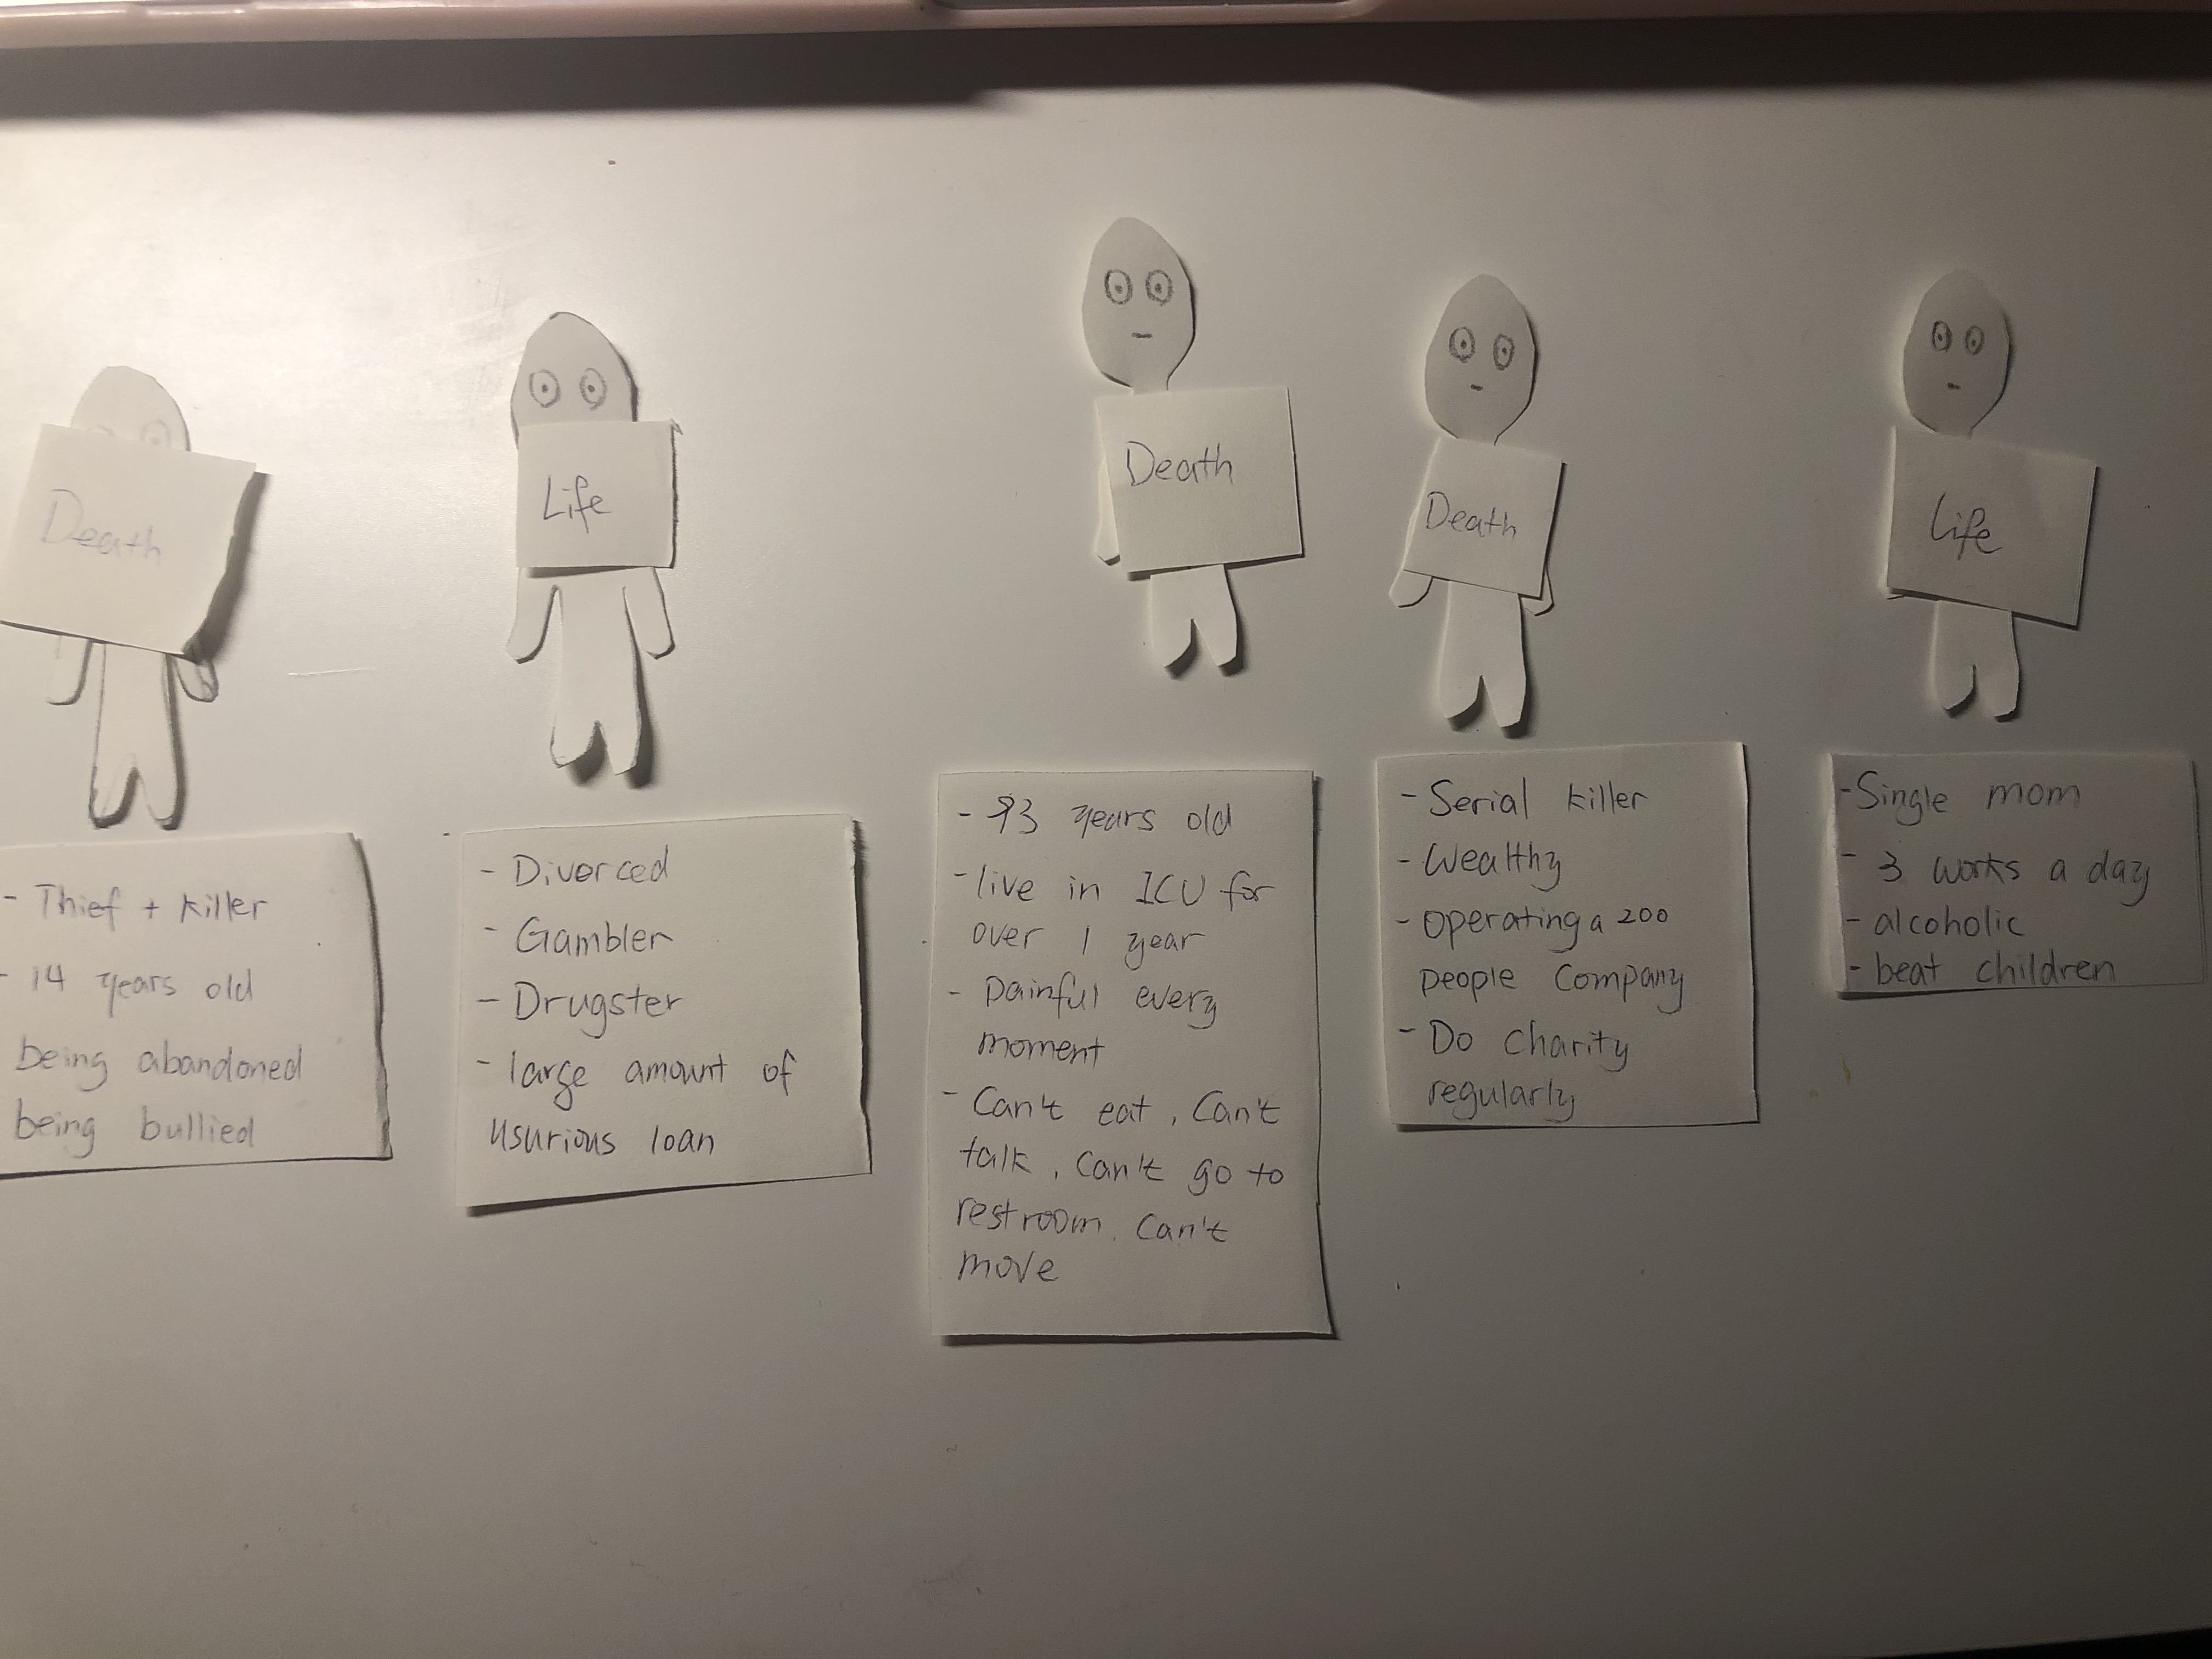 Death
- Thief + killer
- 14 years old
being abandoned
being bullied
Life
- Divorced
- Gambler
- Drugster
- large amount of
usurious loan
Death
- 93 years old
- live in ICU for
over 1 year
- painful every
moment
- Can't eat, Can't
talk, Can't go to
restroom, Can't
move
Death
- Serial killer
- Wealthy
- Operating a 200
people company
- Do charity
regularly
Life
- Single mom
- 3 works a day
- alcoholic
- beat children